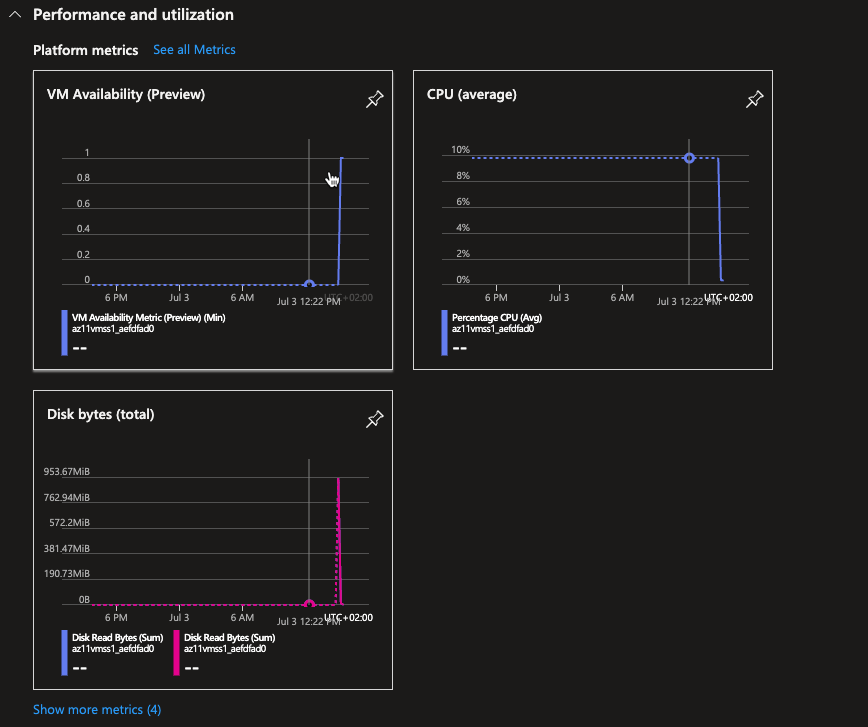 Performance and utilization
Platform metrics See all Metrics
VM Availability (Preview)
1
0.8
0.6
0.4
0.2
0
6 PM Jul 3 6 AM Jul 3 12:22 PM UTC+02:00
VM Availability Metric (Preview) (Min)
az11vmss1_aefdfad0
--
CPU (average)
10%
8%
6%
4%
2%
0%
6 PM Jul 3 6 AM Jul 3 12:22 PM UTC+02:00
Percentage CPU (Avg)
az11vmss1_aefdfad0
--
Disk bytes (total)
953.67MiB
762.94MiB
572.2MiB
381.47MiB
190.73MiB
0B
6 PM Jul 3 6 AM Jul 3 12:22 PM UTC+02:00
Disk Read Bytes (Sum) Disk Read Bytes (Sum)
az11vmss1_aefdfad0 az11vmss1_aefdfad0
-- --
Show more metrics (4)